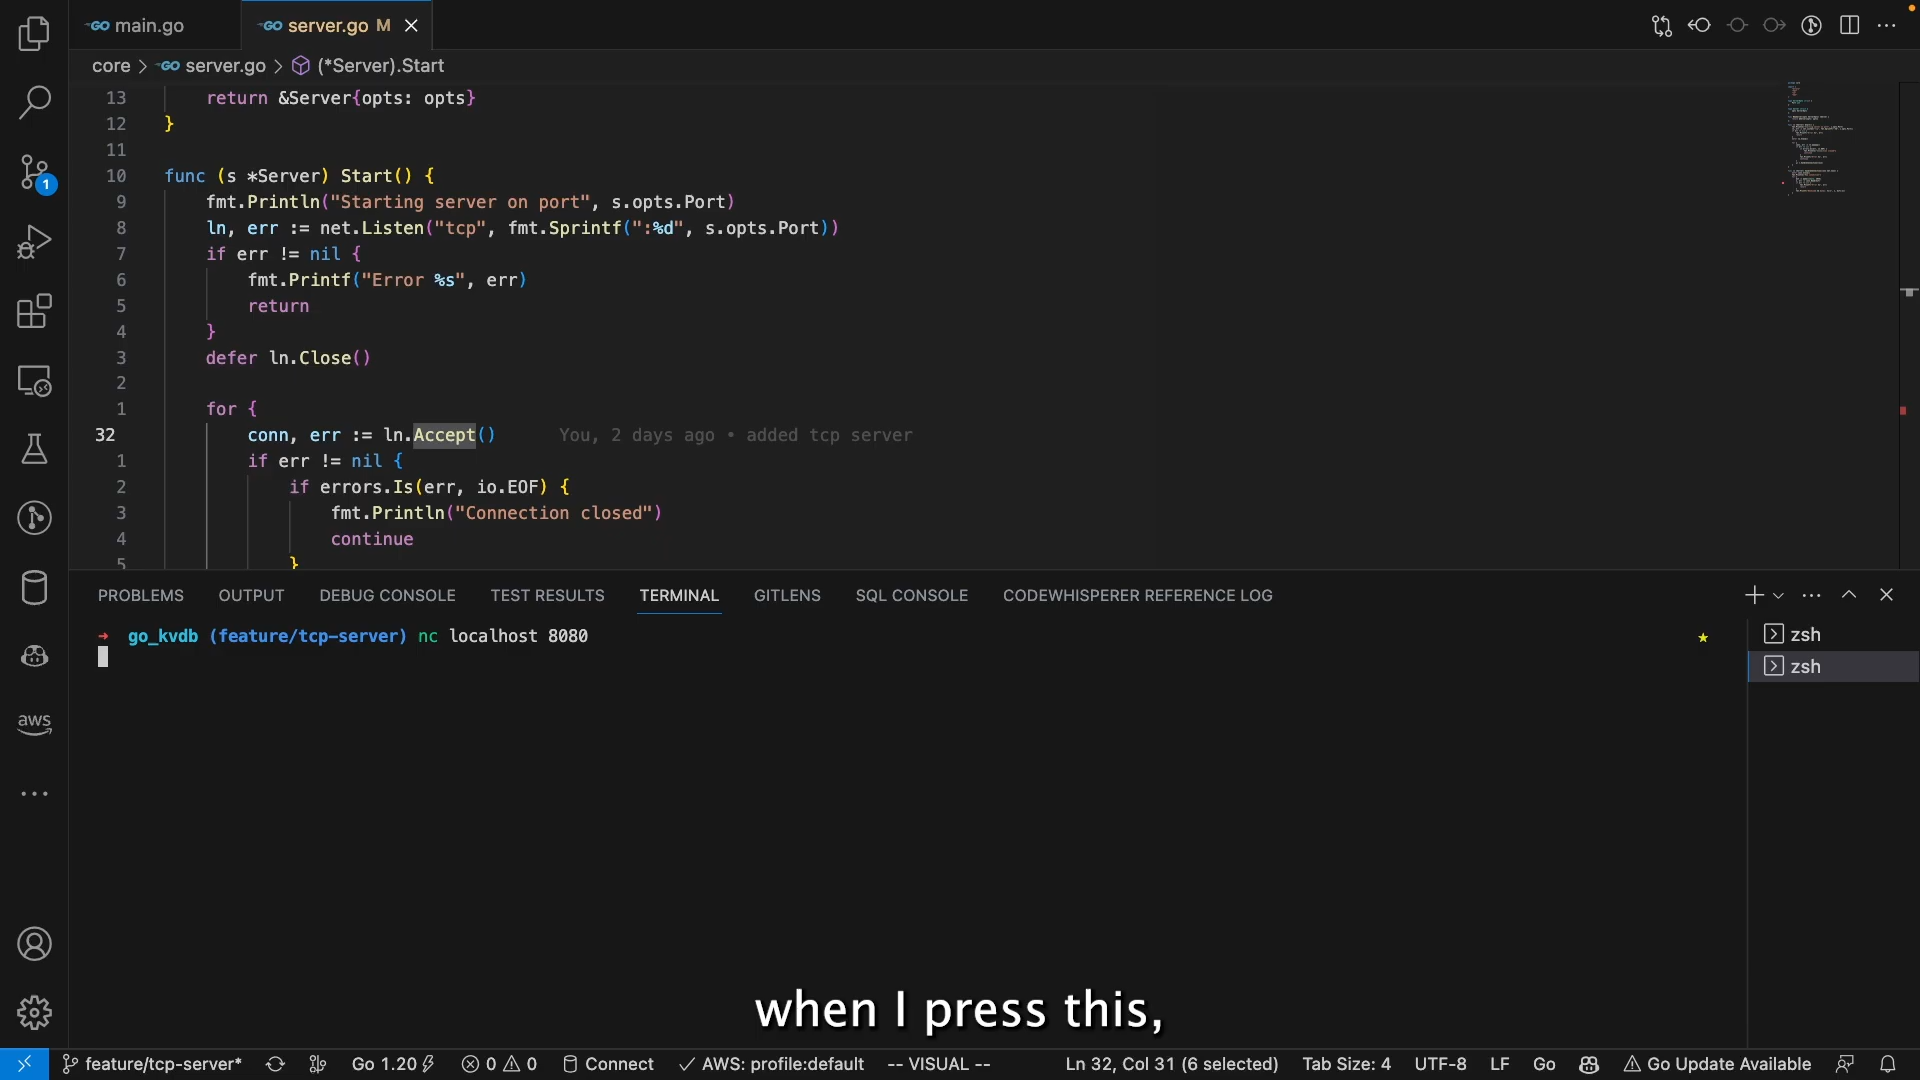 main.go
server.go M
core > server.go > (*Server).Start
13 return &Server{opts: opts}
12 }
11
10 func (s *Server) Start() {
9 fmt.Println("Starting server on port", s.opts.Port)
8 ln, err := net.Listen("tcp", fmt.Sprintf(":%d", s.opts.Port))
7 if err != nil {
6 fmt.Printf("Error %s", err)
5 return
4 }
3 defer ln.Close()
2
1 for {
32 conn, err := ln.Accept() You, 2 days ago • added tcp server
1 if err != nil {
2 if errors.Is(err, io.EOF) {
3 fmt.Println("Connection closed")
4 continue
5 }
1
PROBLEMS OUTPUT DEBUG CONSOLE TEST RESULTS TERMINAL GITLENS SQL CONSOLE CODEWHISPERER REFERENCE LOG
→ go_kvdb (feature/tcp-server) nc localhost 8080
zsh
zsh
aws
when I press this,
feature/tcp-server* Go 1.20 0 0 Connect AWS: profile:default -- VISUAL -- Ln 32, Col 31 (6 selected) Tab Size: 4 UTF-8 LF Go Go Update Available